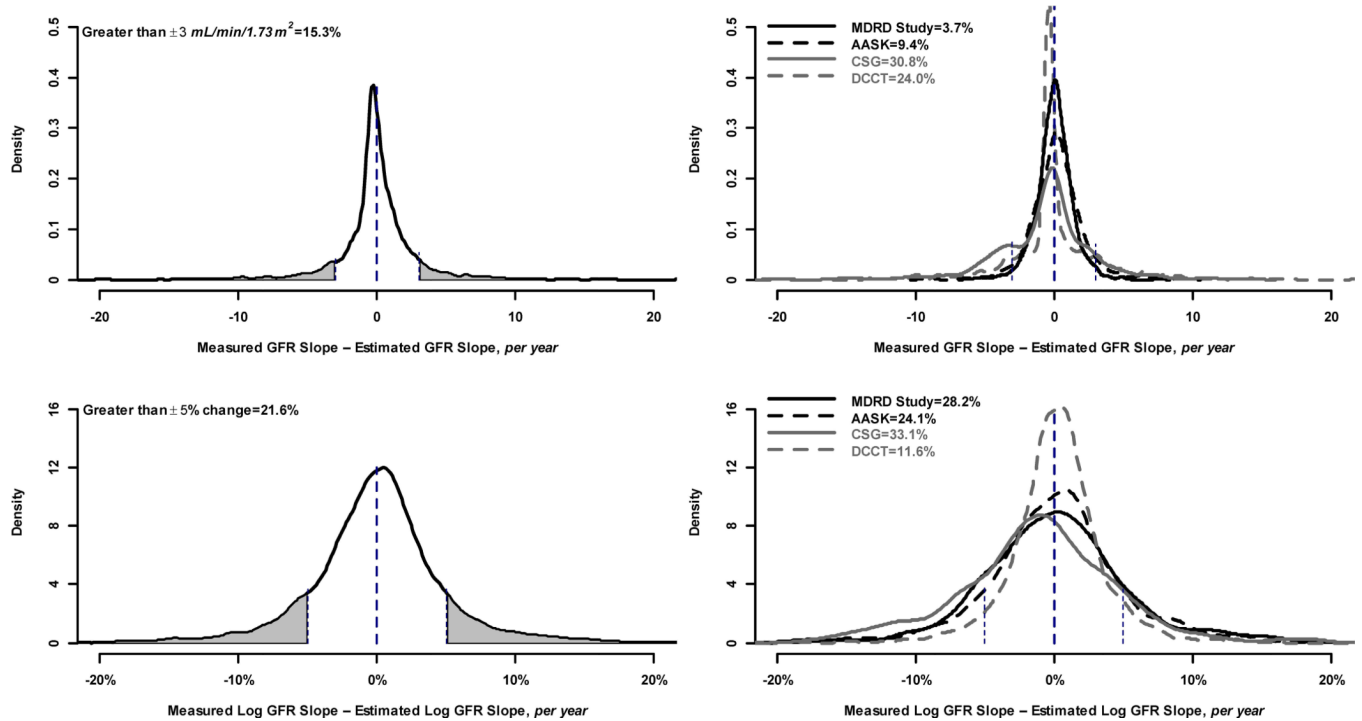 Greater than ±3 mL/min/1.73 m²=15.3%
Density
0.5
0.4
0.3
0.2
0.1
0
-20 -10 0 10 20
Measured GFR Slope – Estimated GFR Slope, per year
MDRD Study=3.7%
AASK=9.4%
CSG=30.8%
DCCT=24.0%
Density
0.5
0.4
0.3
0.2
0.1
0
-20 -10 0 10 20
Measured GFR Slope – Estimated GFR Slope, per year
Greater than ± 5% change=21.6%
Density
16
12
8
4
0
-20% -10% 0% 10% 20%
Measured Log GFR Slope – Estimated Log GFR Slope, per year
MDRD Study=28.2%
AASK=24.1%
CSG=33.1%
DCCT=11.6%
Density
16
12
8
4
0
-20% -10% 0% 10% 20%
Measured Log GFR Slope – Estimated Log GFR Slope, per year